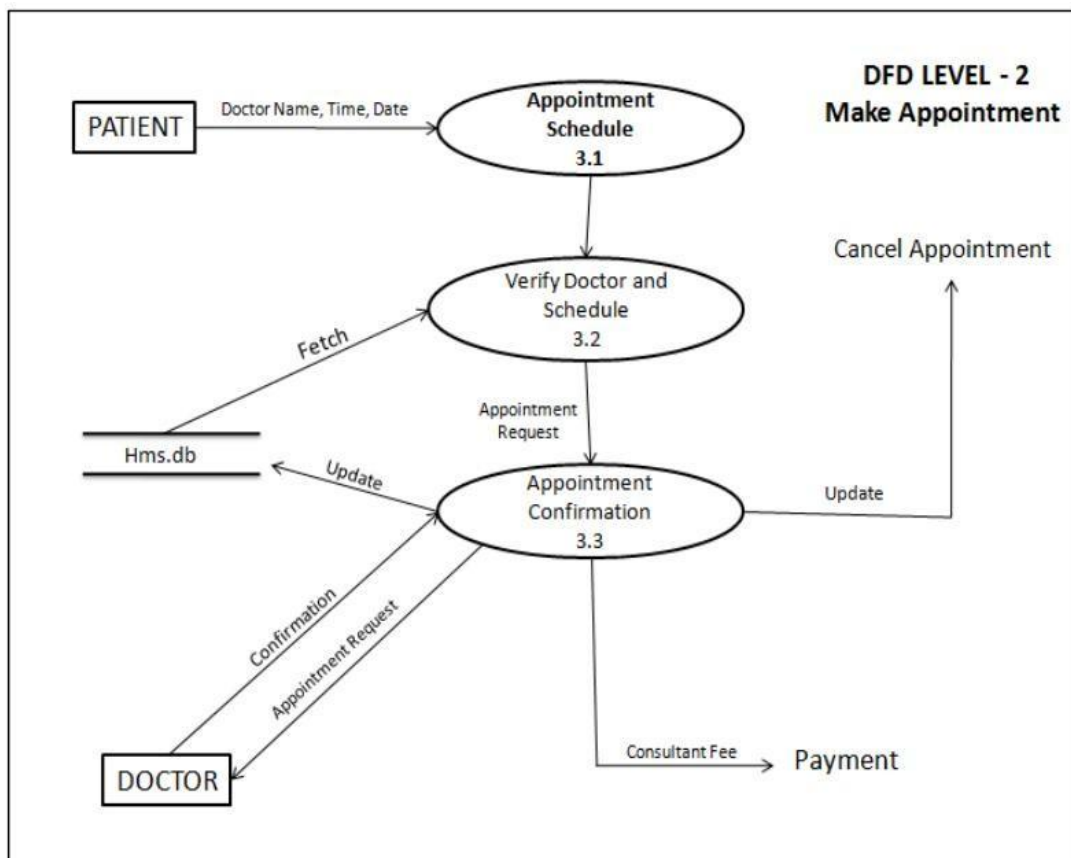 DFD LEVEL - 2
Make Appointment
PATIENT
Doctor Name, Time, Date
Appointment
Schedule
3.1
Cancel Appointment
Verify Doctor and
Schedule
3.2
Fetch
Appointment
Request
Hms.db
Update
Appointment
Confirmation
3.3
Update
Confirmation
Appointment Request
DOCTOR
Consultant Fee
Payment